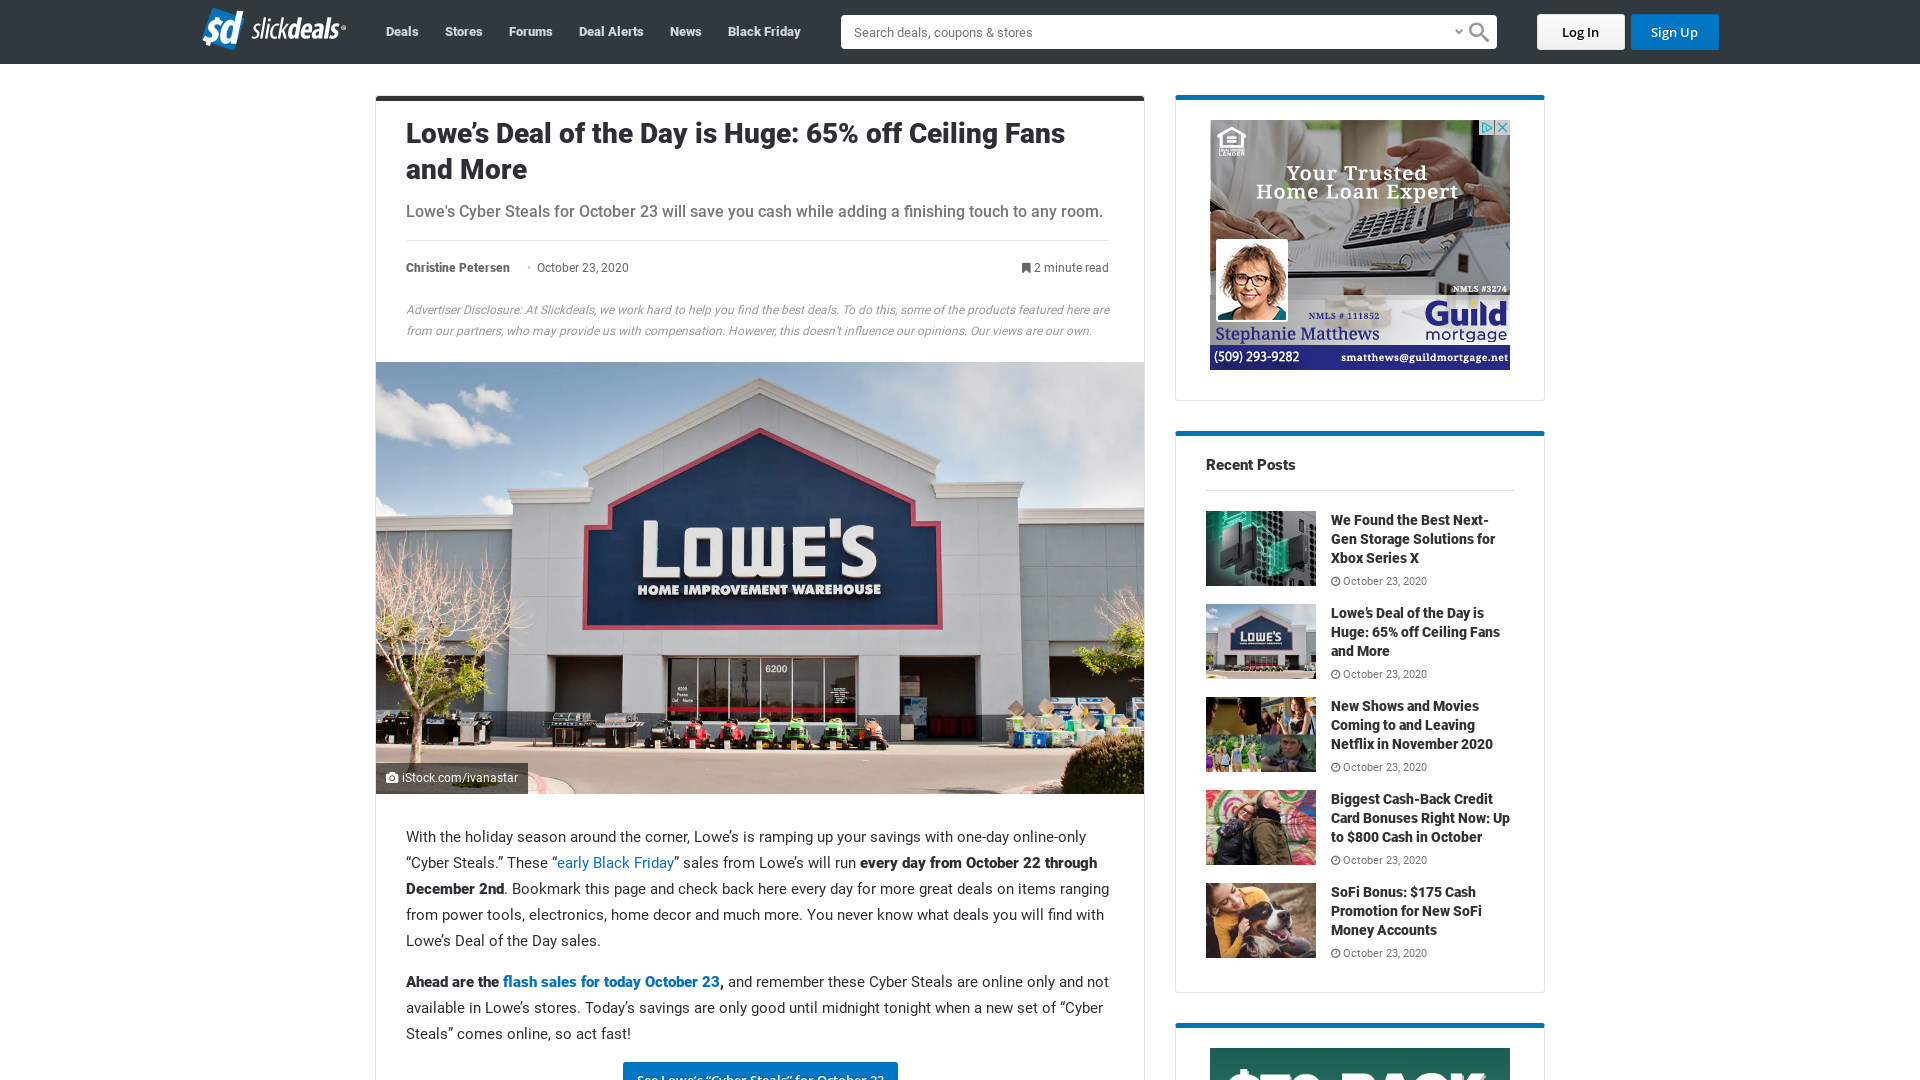 sd slickdeals
Deals Stores Forums Deal Alerts News Black Friday
Search deals, coupons & stores
Log In
Sign Up
Lowe’s Deal of the Day is Huge: 65% off Ceiling Fans
and More
Lowe's Cyber Steals for October 23 will save you cash while adding a finishing touch to any room.
Christine Petersen • October 23, 2020
2 minute read
Advertiser Disclosure: At Slickdeals, we work hard to help you find the best deals. To do this, some of the products featured here are
from our partners, who may provide us with compensation. However, this doesn’t influence our opinions. Our views are our own.
LOWE'S
HOME IMPROVEMENT WAREHOUSE
6200
iStock.com/ivanastar
With the holiday season around the corner, Lowe’s is ramping up your savings with one-day online-only
“Cyber Steals.” These “early Black Friday” sales from Lowe’s will run every day from October 22 through
December 2nd. Bookmark this page and check back here every day for more great deals on items ranging
from power tools, electronics, home decor and much more. You never know what deals you will find with
Lowe’s Deal of the Day sales.
Ahead are the flash sales for today October 23, and remember these Cyber Steals are online only and not
available in Lowe’s stores. Today’s savings are only good until midnight tonight when a new set of “Cyber
Steals” comes online, so act fast!
See Lowe’s “Cyber Steals” for October 23
Your Trusted
Home Loan Expert
NMLS #3274
NMLS # 111852
Guild
mortgage
Stephanie Matthews
(509) 293-9282
smatthews@guildmortgage.net
Recent Posts
We Found the Best Next-
Gen Storage Solutions for
Xbox Series X
October 23, 2020
LOWE'S
Lowe’s Deal of the Day is
Huge: 65% off Ceiling Fans
and More
October 23, 2020
New Shows and Movies
Coming to and Leaving
Netflix in November 2020
October 23, 2020
Biggest Cash-Back Credit
Card Bonuses Right Now: Up
to $800 Cash in October
October 23, 2020
SoFi Bonus: $175 Cash
Promotion for New SoFi
Money Accounts
October 23, 2020